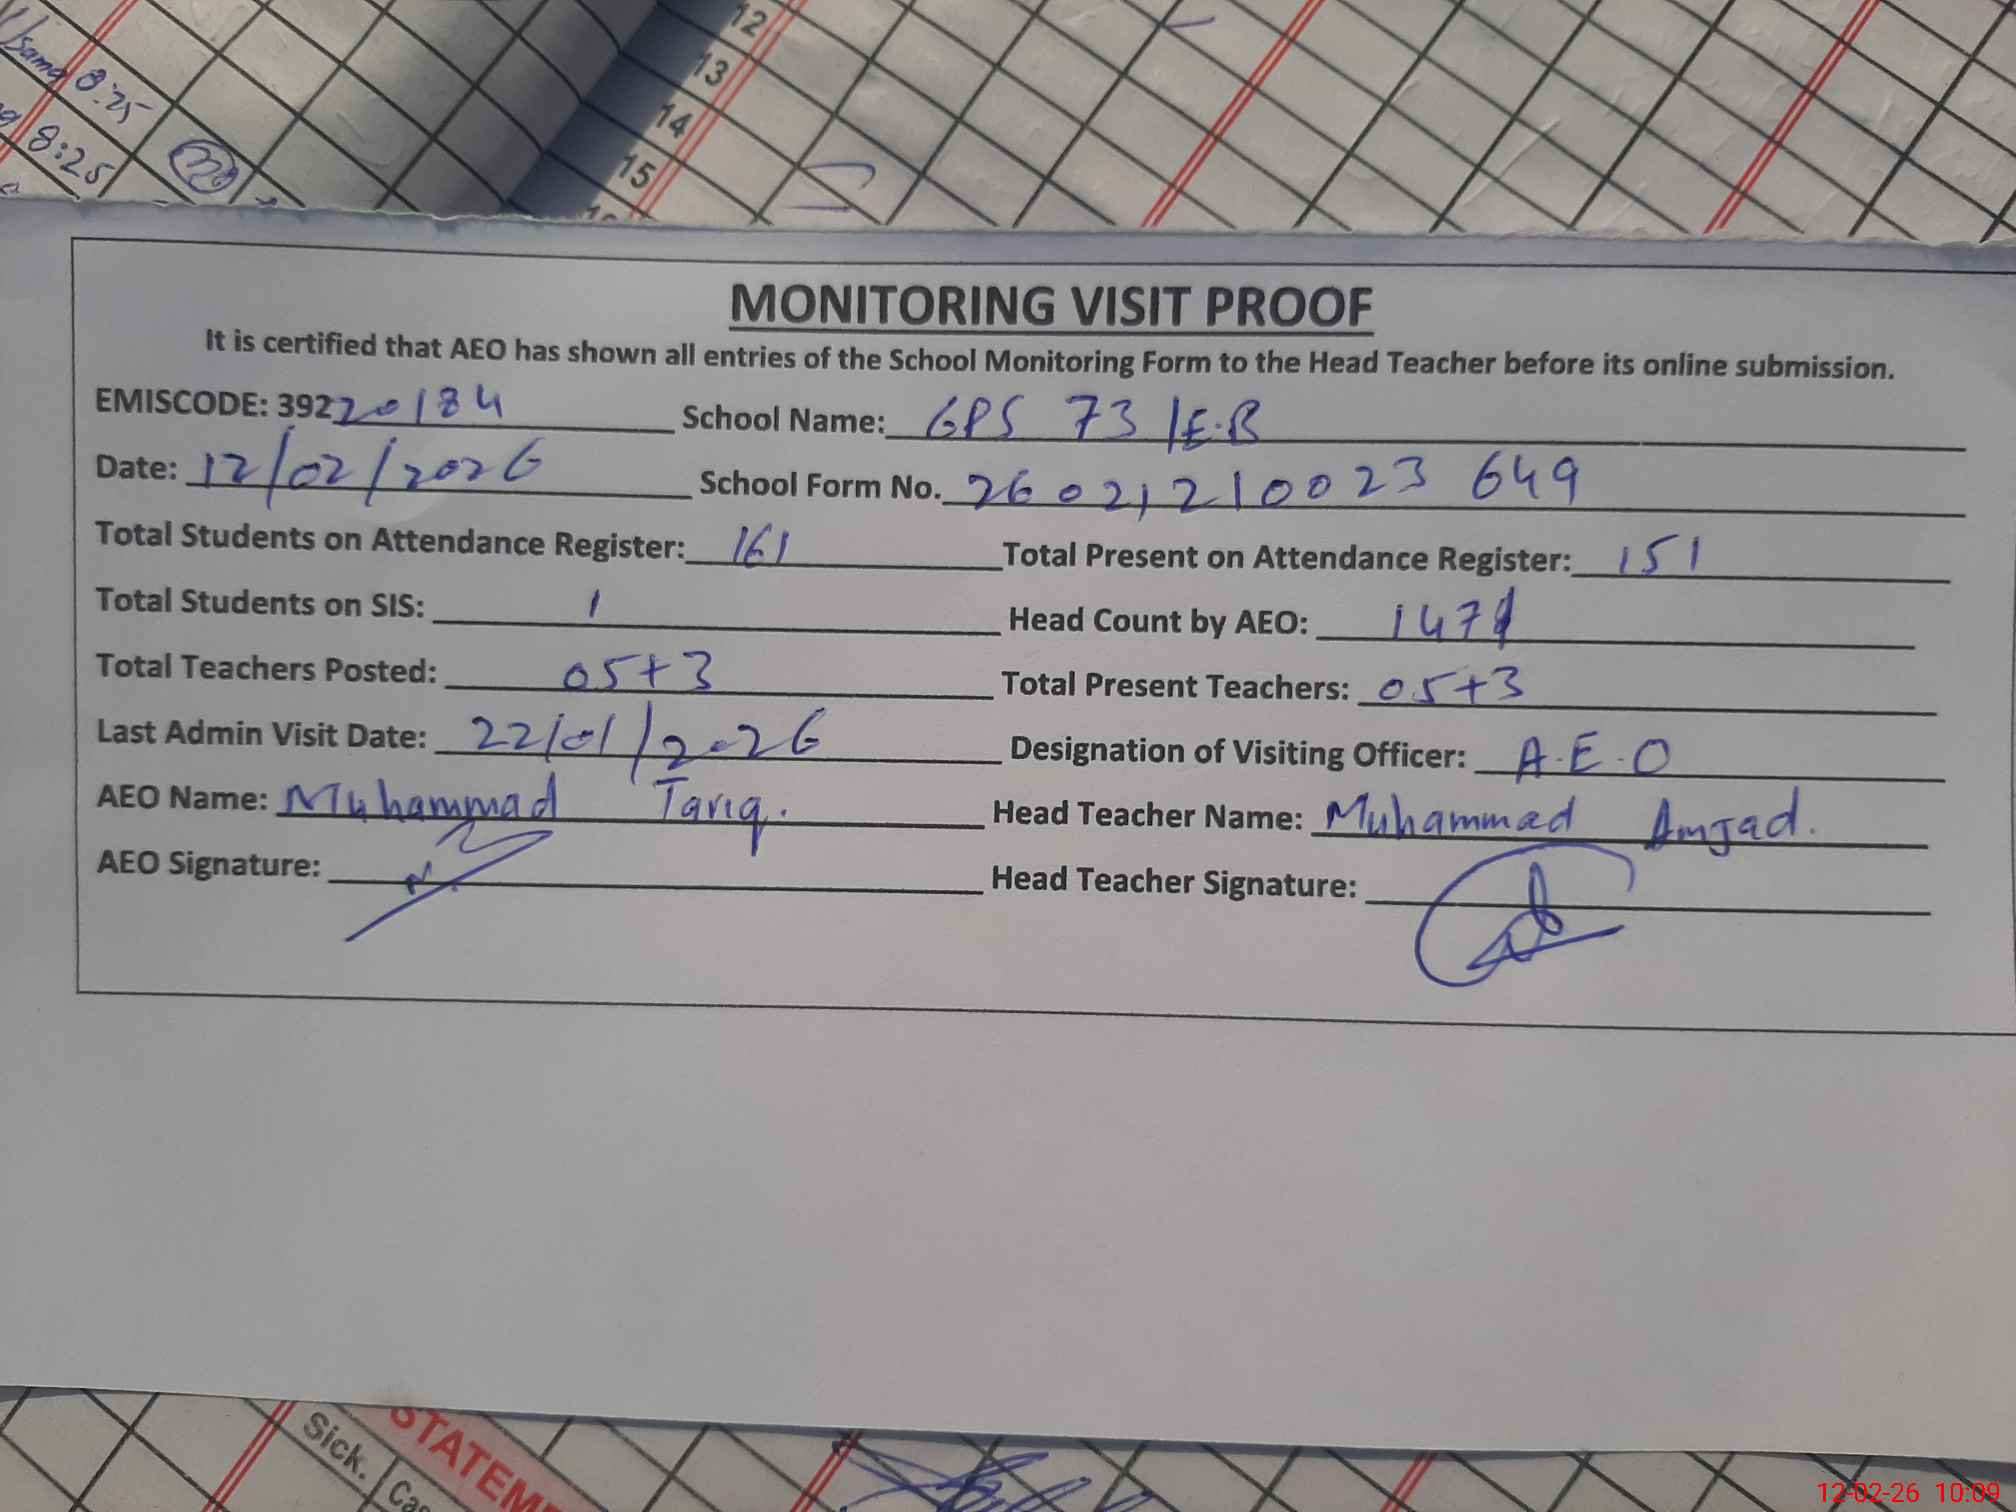 8:25
8:25
12
13
14
15
MONITORING VISIT PROOF
It is certified that AEO has shown all entries of the School Monitoring Form to the Head Teacher before its online submission.
EMISCODE: 39220184 School Name: GPS 73/E.B
Date: 12/02/2026 School Form No. 26021210023649
Total Students on Attendance Register: 161 Total Present on Attendance Register: 151
Total Students on SIS: 1 Head Count by AEO: 147
Total Teachers Posted: 05+3 Total Present Teachers: 05+3
Last Admin Visit Date: 22/01/2026 Designation of Visiting Officer: A.E.O
AEO Name: Muhammad Tariq. Head Teacher Name: Muhammad Amjad.
AEO Signature: Head Teacher Signature:
Sick.
STATEM
12-02-26 10:09